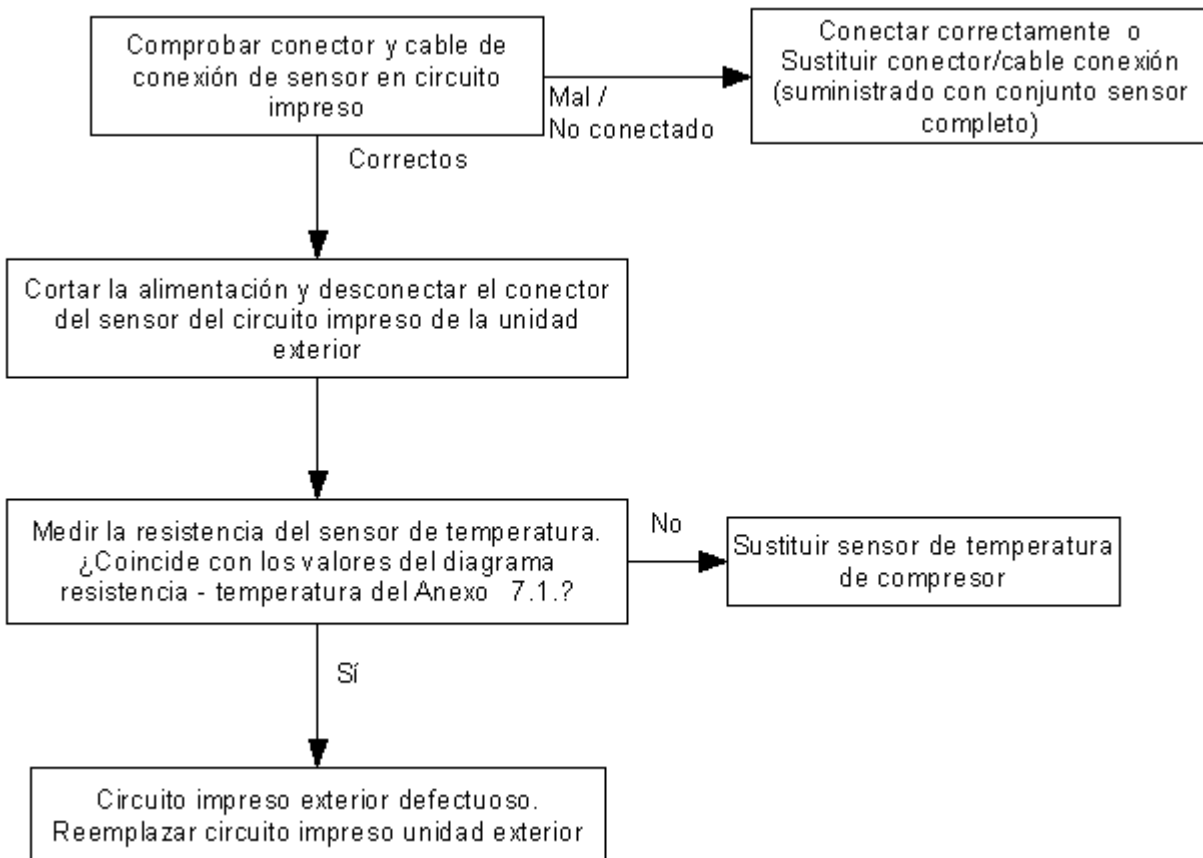 Comprobar conector y cable de
conexión de sensor en circuito
impreso
Mal /
No conectado
Conectar correctamente o
Sustituir conector/cable conexión
(suministrado con conjunto sensor
completo)
Correctos
Cortar la alimentación y desconectar el conector
del sensor del circuito impreso de la unidad
exterior
Medir la resistencia del sensor de temperatura.
¿Coincide con los valores del diagrama
resistencia - temperatura del Anexo 7.1.?
No
Sustituir sensor de temperatura
de compresor
Sí
Circuito impreso exterior defectuoso.
Reemplazar circuito impreso unidad exterior